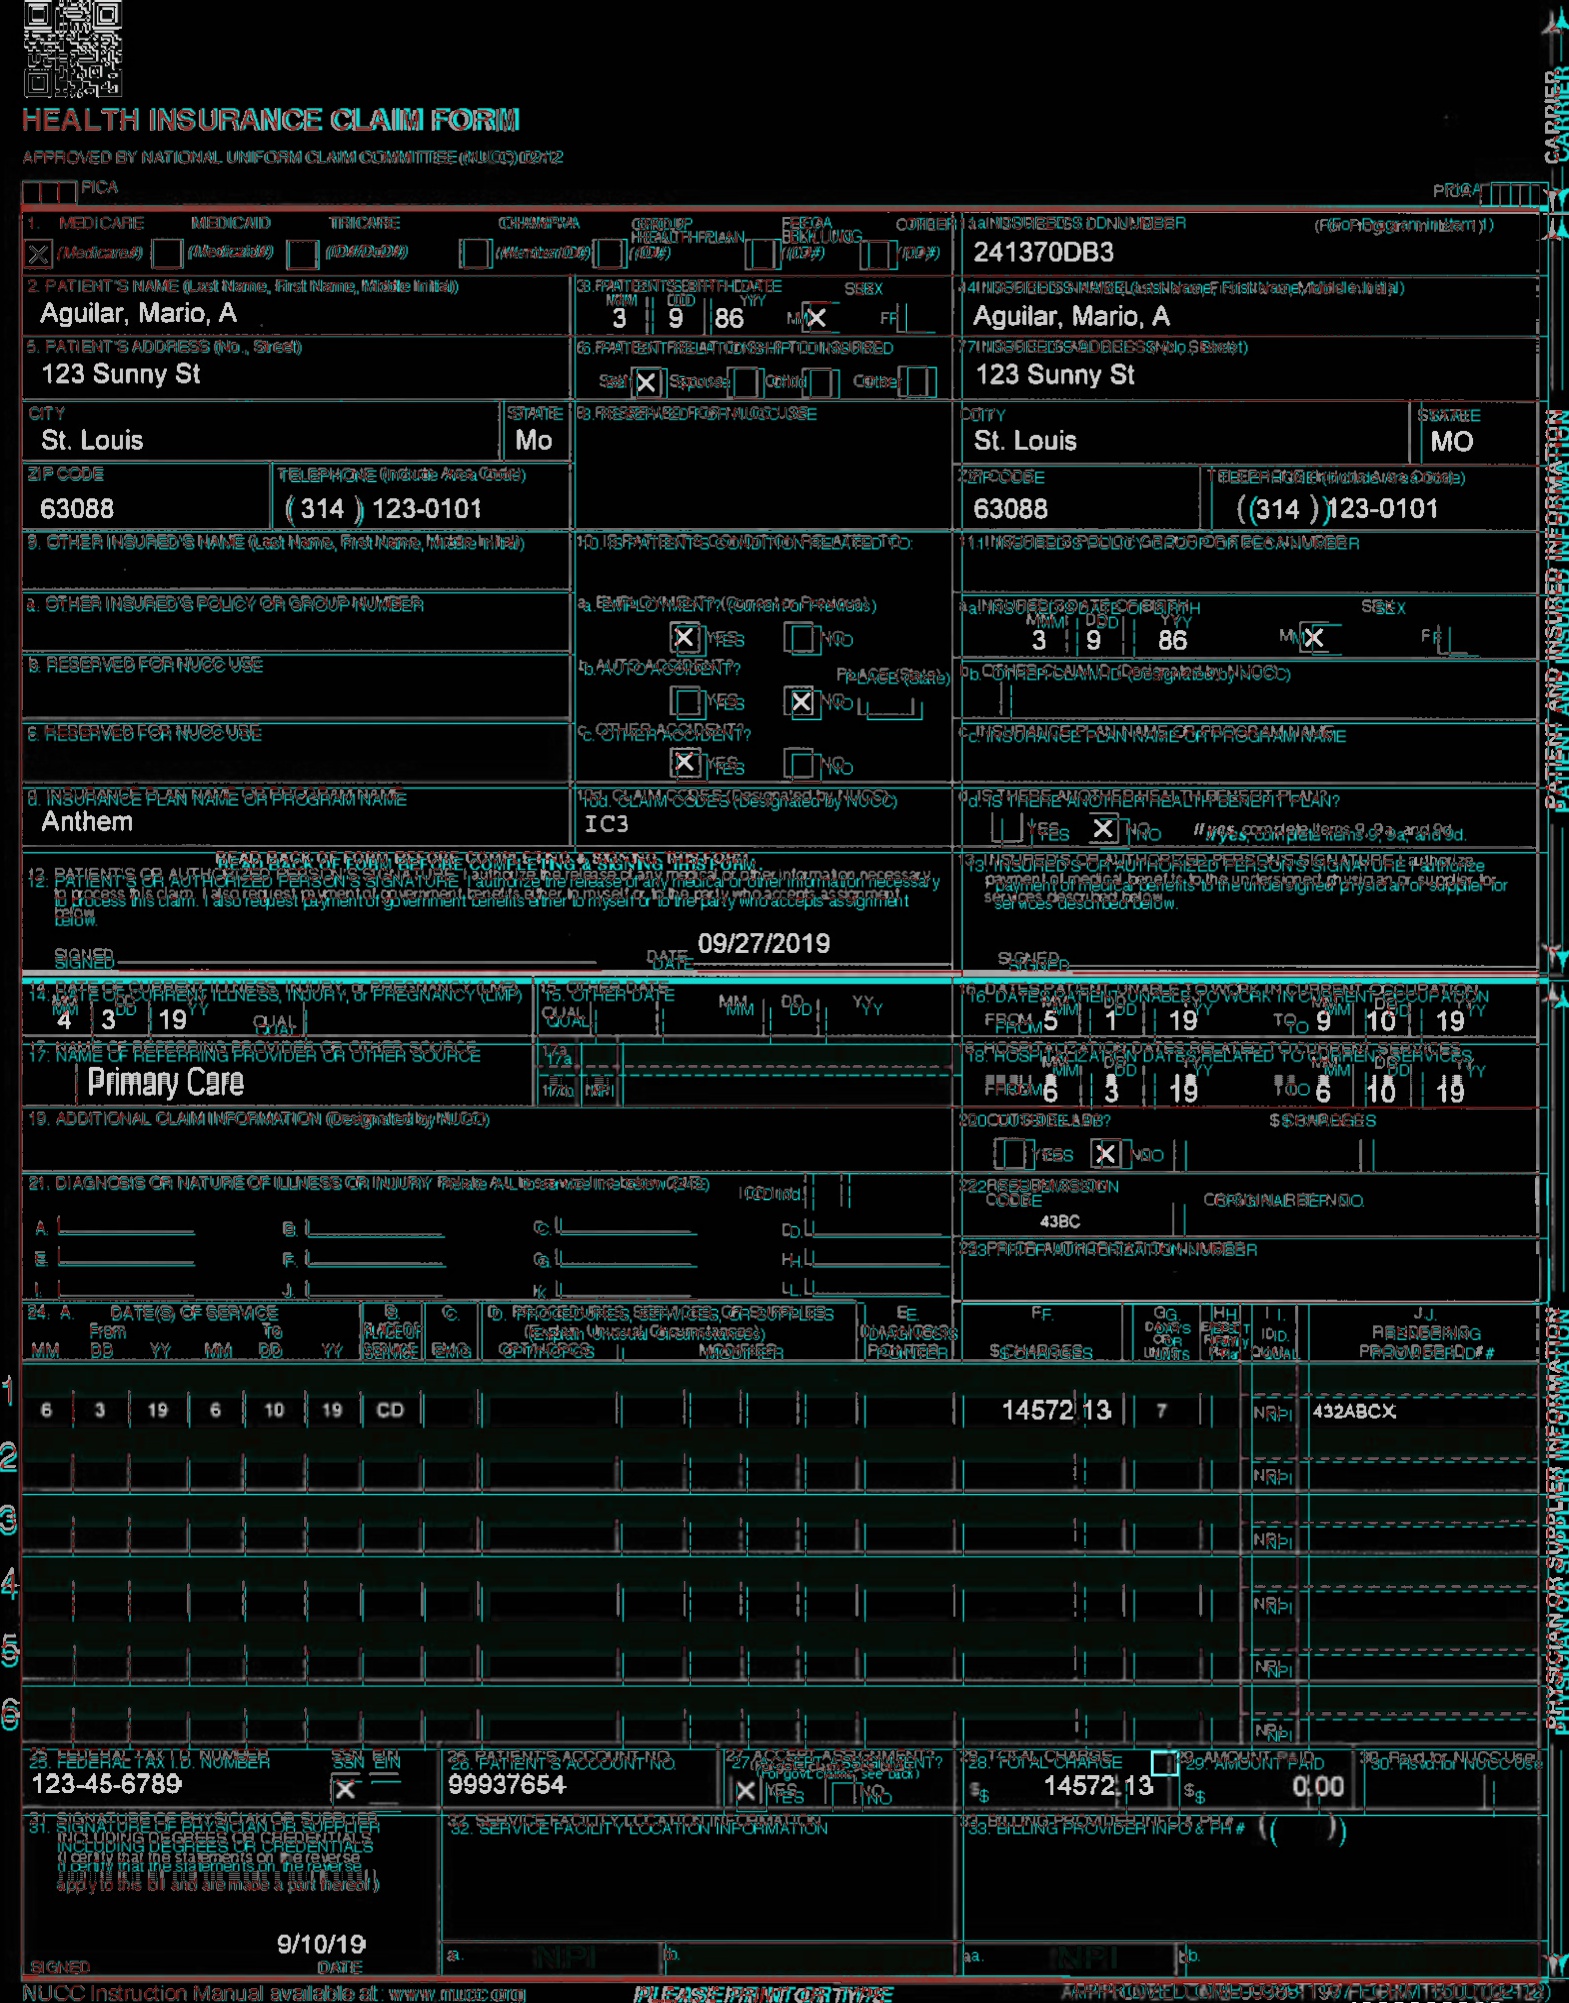 HEALTH INSURANCE CLAIM FORM
APPROVED BY NATIONAL UNIFORM CLAIM COMMITTEE (NUCC) 02/12
PICA PICA
CARRIER
1. MEDICARE MEDICAID TRICARE CHAMPVA GROUP HEALTH PLAN FECA BLK LUNG OTHER 1a. INSURED'S I.D. NUMBER (For Program in Item 1)
X (Medicare#) (Medicaid#) (ID#/DoD#) (Member ID#) (ID#) (ID#) (ID#) 241370DB3
2. PATIENT'S NAME (Last Name, First Name, Middle Initial) 3. PATIENT'S BIRTH DATE SEX 4. INSURED'S NAME (Last Name, First Name, Middle Initial)
MM DD YY
Aguilar, Mario, A 3 9 86 M X F Aguilar, Mario, A
5. PATIENT'S ADDRESS (No., Street) 6. PATIENT RELATIONSHIP TO INSURED 7. INSURED'S ADDRESS (No., Street)
123 Sunny St Self X Spouse Child Other 123 Sunny St
CITY STATE 8. RESERVED FOR NUCC USE CITY STATE
St. Louis Mo St. Louis MO
ZIP CODE TELEPHONE (Include Area Code) ZIP CODE TELEPHONE (Include Area Code)
63088 (314) 123-0101 63088 (314) 123-0101
9. OTHER INSURED'S NAME (Last Name, First Name, Middle Initial) 10. IS PATIENT'S CONDITION RELATED TO: 11. INSURED'S POLICY GROUP OR FECA NUMBER
a. OTHER INSURED'S POLICY OR GROUP NUMBER a. EMPLOYMENT? (Current or Previous) a. INSURED'S DATE OF BIRTH SEX
MM DD YY
X YES NO 3 9 86 M X F
b. RESERVED FOR NUCC USE b. AUTO ACCIDENT? PLACE (State) b. OTHER CLAIM ID (Designated by NUCC)
YES X NO
c. RESERVED FOR NUCC USE c. OTHER ACCIDENT? c. INSURANCE PLAN NAME OR PROGRAM NAME
X YES NO
d. INSURANCE PLAN NAME OR PROGRAM NAME 10d. CLAIM CODES (Designated by NUCC) d. IS THERE ANOTHER HEALTH BENEFIT PLAN?
Anthem IC3 YES X NO If yes, complete items 9, 9a, and 9d.
PATIENT AND INSURED INFORMATION
READ BACK OF FORM BEFORE COMPLETING & SIGNING THIS FORM.
12. PATIENT'S OR AUTHORIZED PERSON'S SIGNATURE I authorize the release of any medical or other information necessary
to process this claim. I also request payment of government benefits either to myself or to the party who accepts assignment
below.
13. INSURED'S OR AUTHORIZED PERSON'S SIGNATURE I authorize
payment of medical benefits to the undersigned physician or supplier for
services described below.
SIGNED DATE 09/27/2019 SIGNED
14. DATE OF CURRENT ILLNESS, INJURY, or PREGNANCY (LMP) 15. OTHER DATE 16. DATES PATIENT UNABLE TO WORK IN CURRENT OCCUPATION
MM DD YY MM DD YY MM DD YY MM DD YY
4 3 19 QUAL. QUAL. FROM 5 1 19 TO 9 10 19
17. NAME OF REFERRING PROVIDER OR OTHER SOURCE 17a. 18. HOSPITALIZATION DATES RELATED TO CURRENT SERVICES
MM DD YY MM DD YY
Primary Care 17b. NPI FROM 6 3 19 TO 6 10 19
19. ADDITIONAL CLAIM INFORMATION (Designated by NUCC) 20. OUTSIDE LAB? $ CHARGES
YES X NO
21. DIAGNOSIS OR NATURE OF ILLNESS OR INJURY Relate A-L to service line below (24E) ICD Ind. 22. RESUBMISSION CODE ORIGINAL REF. NO.
A. B. C. D. 43BC
E. F. G. H. 23. PRIOR AUTHORIZATION NUMBER
I. J. K. L.
24. A. DATE(S) OF SERVICE B. C. D. PROCEDURES, SERVICES, OR SUPPLIES E. F. G. H. I. J.
From To PLACE OF (Explain Unusual Circumstances) DIAGNOSIS DAYS OR EPSDT Family ID. RENDERING
MM DD YY MM DD YY SERVICE EMG CPT/HCPCS MODIFIER POINTER $ CHARGES UNITS Plan QUAL. PROVIDER ID. #
1 6 3 19 6 10 19 CD 14572 13 7 NPI 432ABCX
2 NPI
3 NPI
4 NPI
5 NPI
6 NPI
PHYSICIAN OR SUPPLIER INFORMATION
25. FEDERAL TAX I.D. NUMBER SSN EIN 26. PATIENT'S ACCOUNT NO. 27. ACCEPT ASSIGNMENT? 28. TOTAL CHARGE 29. AMOUNT PAID 30. Rsvd for NUCC Use
(For govt. claims, see back)
123-45-6789 X 99937654 X YES NO $ 14572 13 $ 0.00
31. SIGNATURE OF PHYSICIAN OR SUPPLIER 32. SERVICE FACILITY LOCATION INFORMATION 33. BILLING PROVIDER INFO & PH # ( )
INCLUDING DEGREES OR CREDENTIALS
(I certify that the statements on the reverse
apply to this bill and are made a part thereof.)
9/10/19
SIGNED DATE a. NPI b. a. NPI b.
NUCC Instruction Manual available at: www.nucc.org PLEASE PRINT OR TYPE